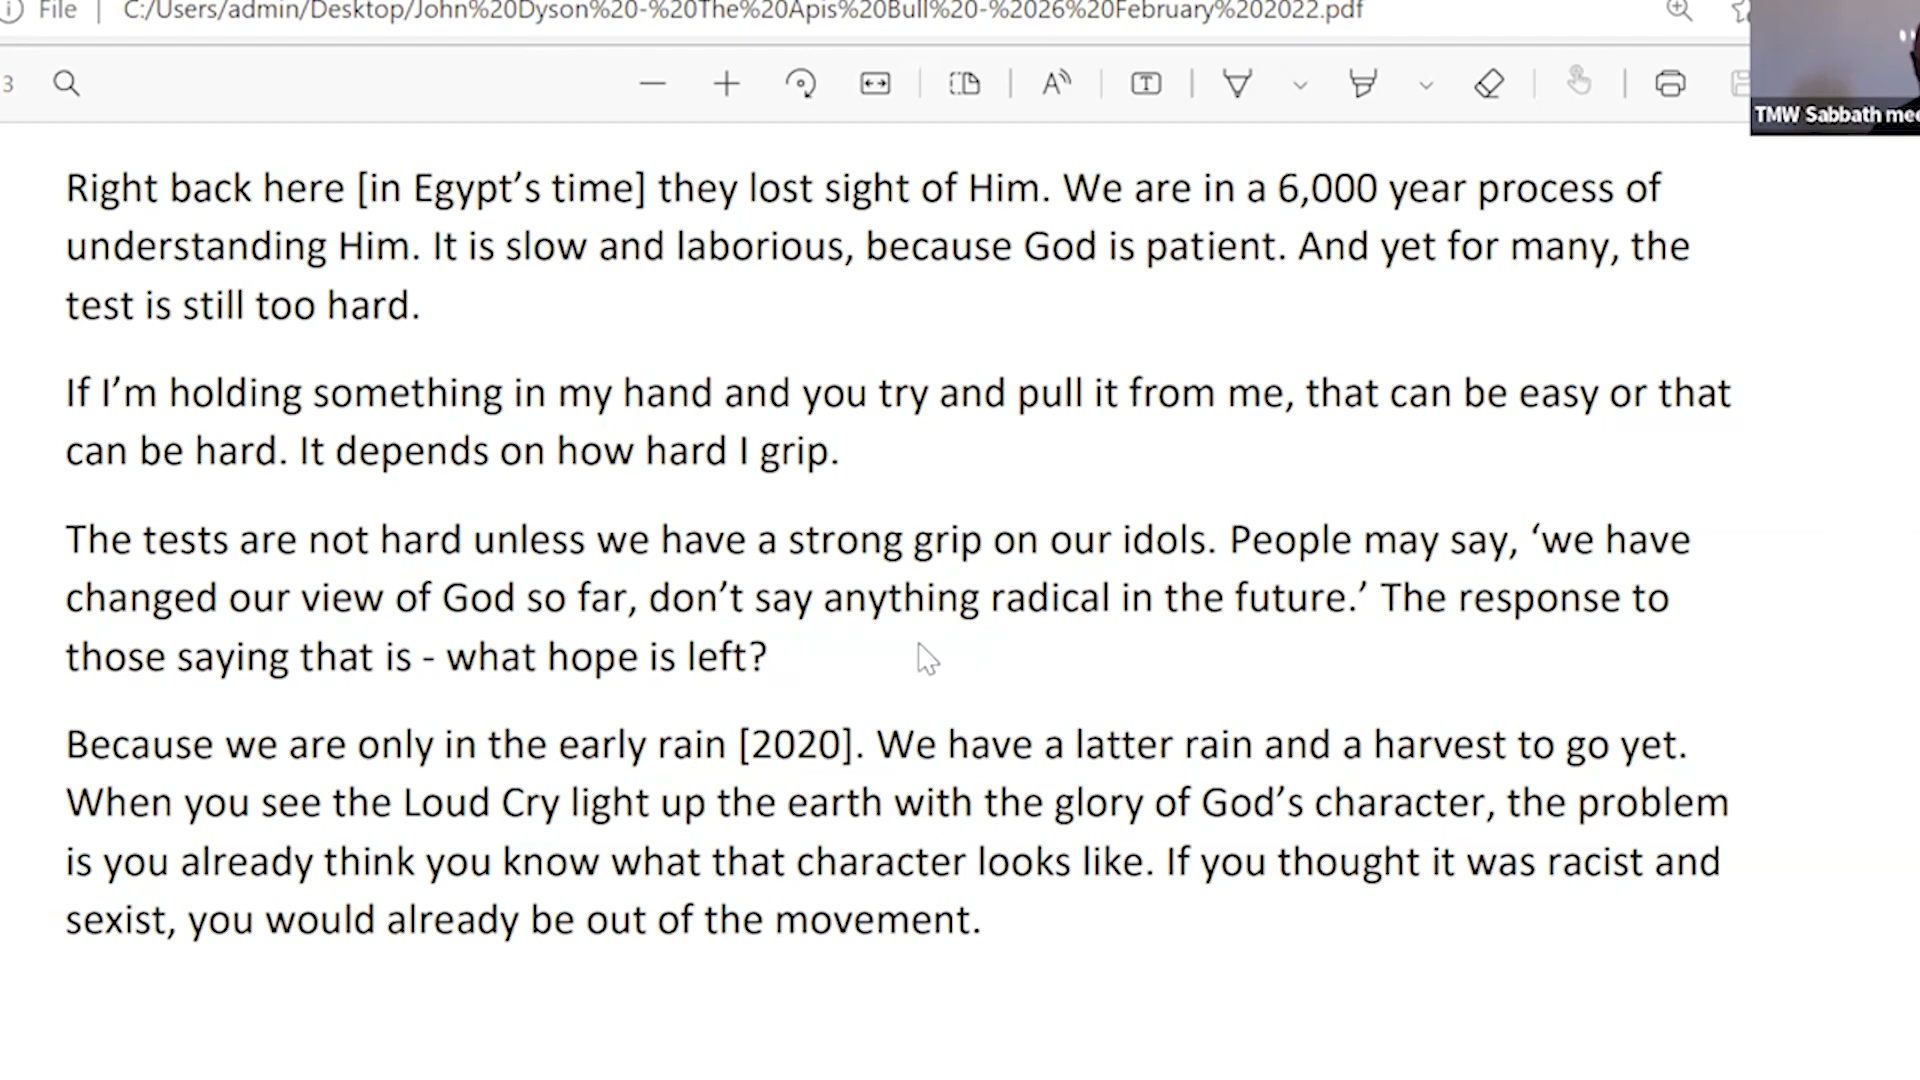 File | C:/Users/admin/Desktop/John%20Dyson%20-%20The%20Apis%20Bull%20-%2026%20February%202022.pdf
3
TMW Sabbath mee
Right back here [in Egypt’s time] they lost sight of Him. We are in a 6,000 year process of
understanding Him. It is slow and laborious, because God is patient. And yet for many, the
test is still too hard.
If I’m holding something in my hand and you try and pull it from me, that can be easy or that
can be hard. It depends on how hard I grip.
The tests are not hard unless we have a strong grip on our idols. People may say, ‘we have
changed our view of God so far, don’t say anything radical in the future.’ The response to
those saying that is - what hope is left?
Because we are only in the early rain [2020]. We have a latter rain and a harvest to go yet.
When you see the Loud Cry light up the earth with the glory of God’s character, the problem
is you already think you know what that character looks like. If you thought it was racist and
sexist, you would already be out of the movement.